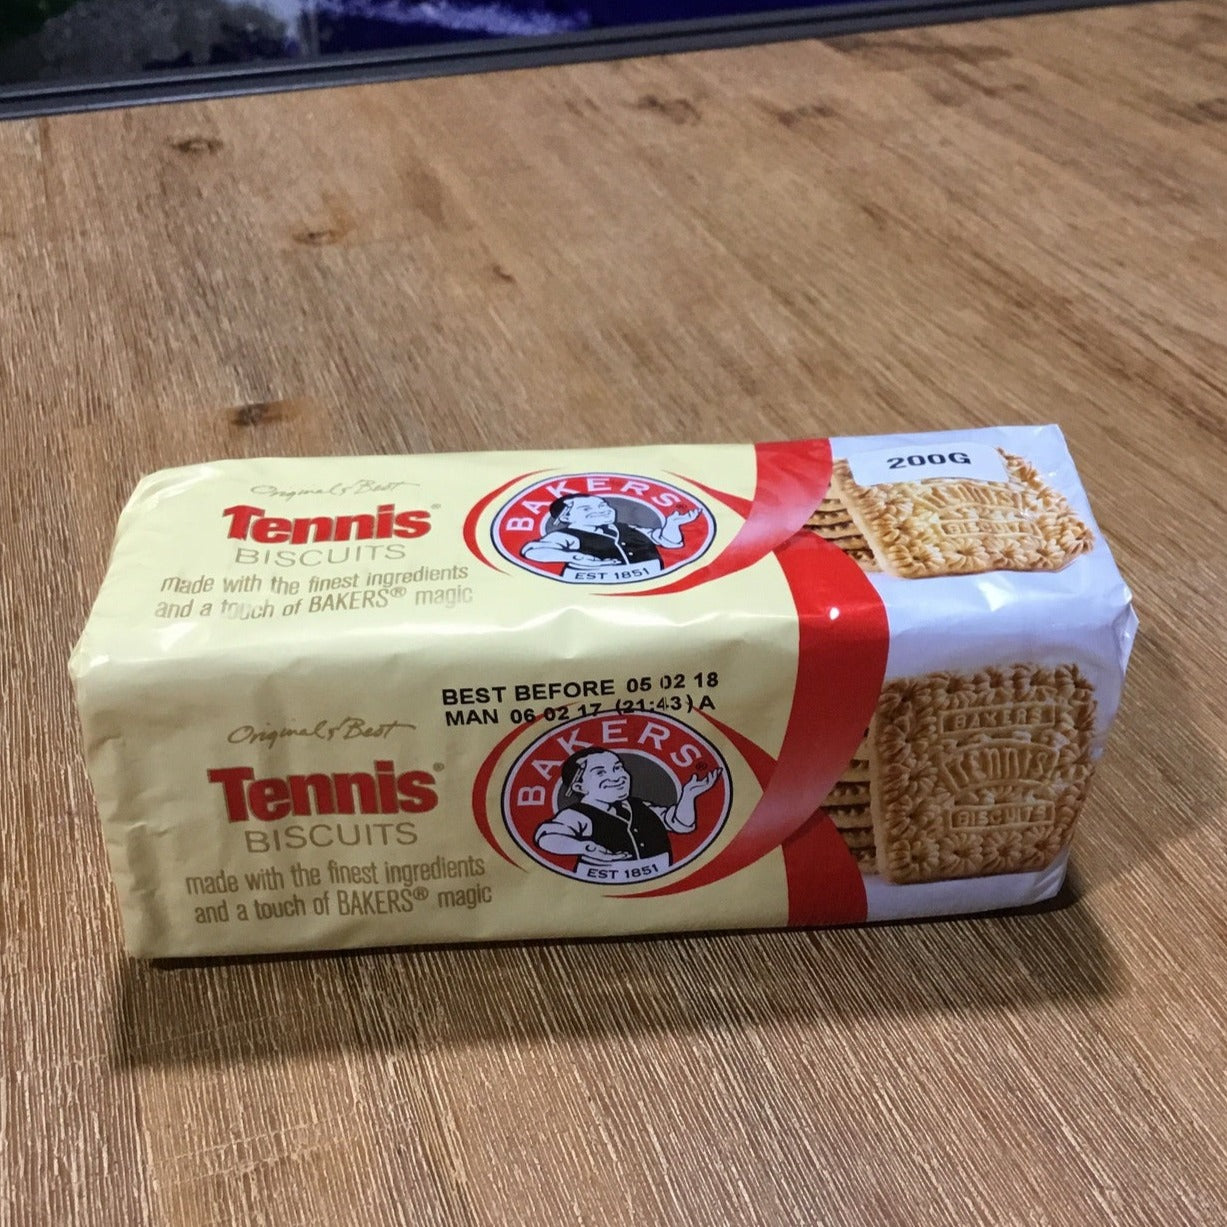 200G
Original & Best
Tennis®
BISCUITS
made with the finest ingredients
and a touch of BAKERS® magic
BAKERS
EST 1851
BISCUITS
BEST BEFORE 05 02 18
MAN 06 02 17 (21:43) A
Original & Best
Tennis®
BISCUITS
made with the finest ingredients
and a touch of BAKERS® magic
BAKERS®
EST 1851
BAKERS
TENNIS
BISCUITS